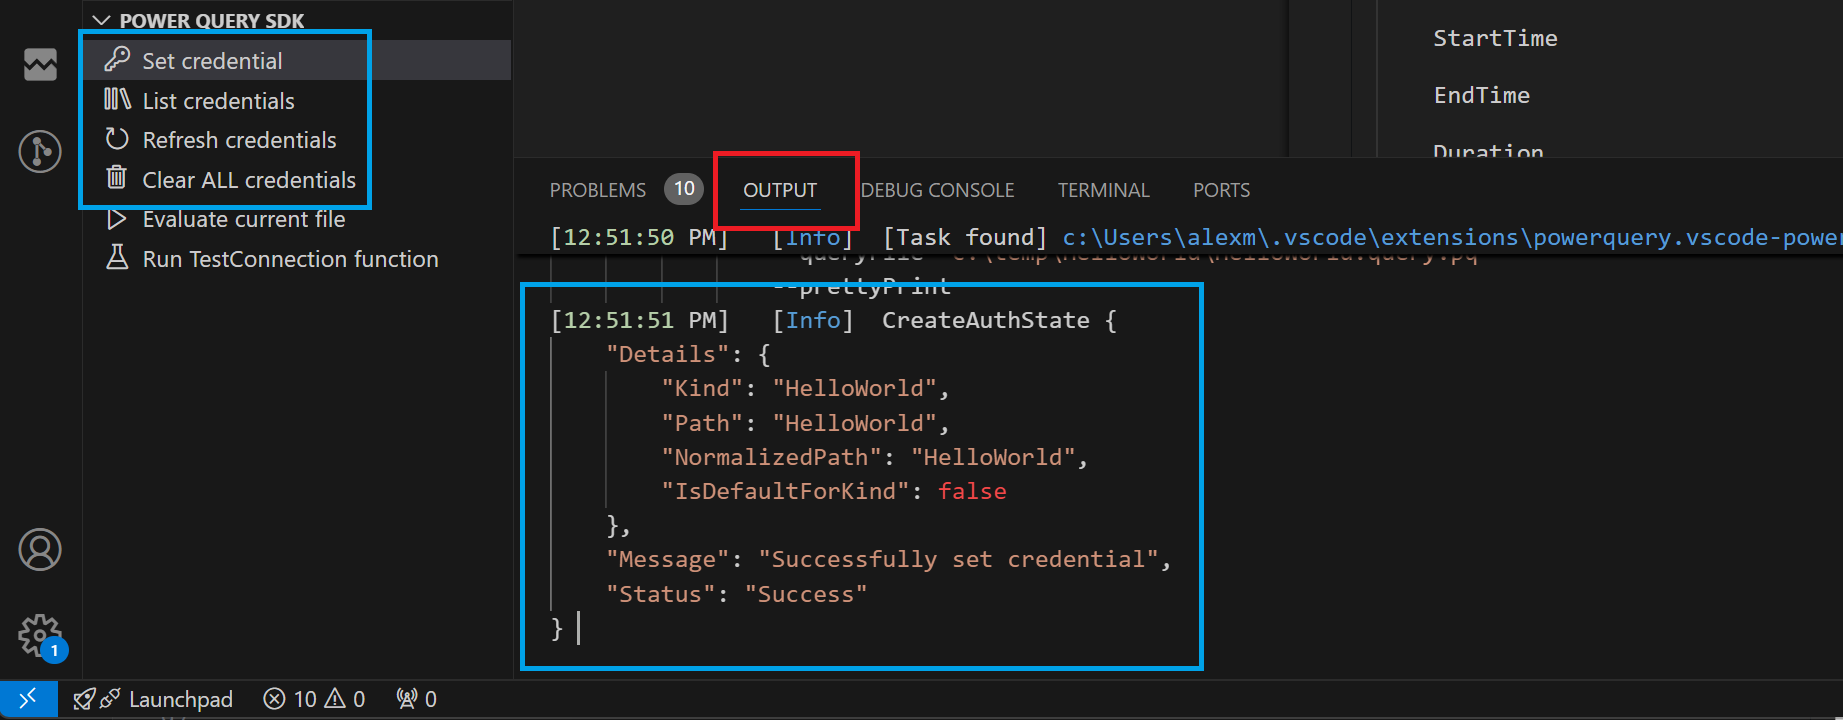 POWER QUERY SDK
Set credential
List credentials
Refresh credentials
Clear ALL credentials
Evaluate current file
Run TestConnection function
StartTime
EndTime
Duration
PROBLEMS 10 OUTPUT DEBUG CONSOLE TERMINAL PORTS
[12:51:50 PM] [Info] [Task found] c:\Users\alexm\.vscode\extensions\powerquery.vscode-power
--prettyPrint
[12:51:51 PM] [Info] CreateAuthState {
"Details": {
"Kind": "HelloWorld",
"Path": "HelloWorld",
"NormalizedPath": "HelloWorld",
"IsDefaultForKind": false
},
"Message": "Successfully set credential",
"Status": "Success"
}
1
Launchpad 10 0 0